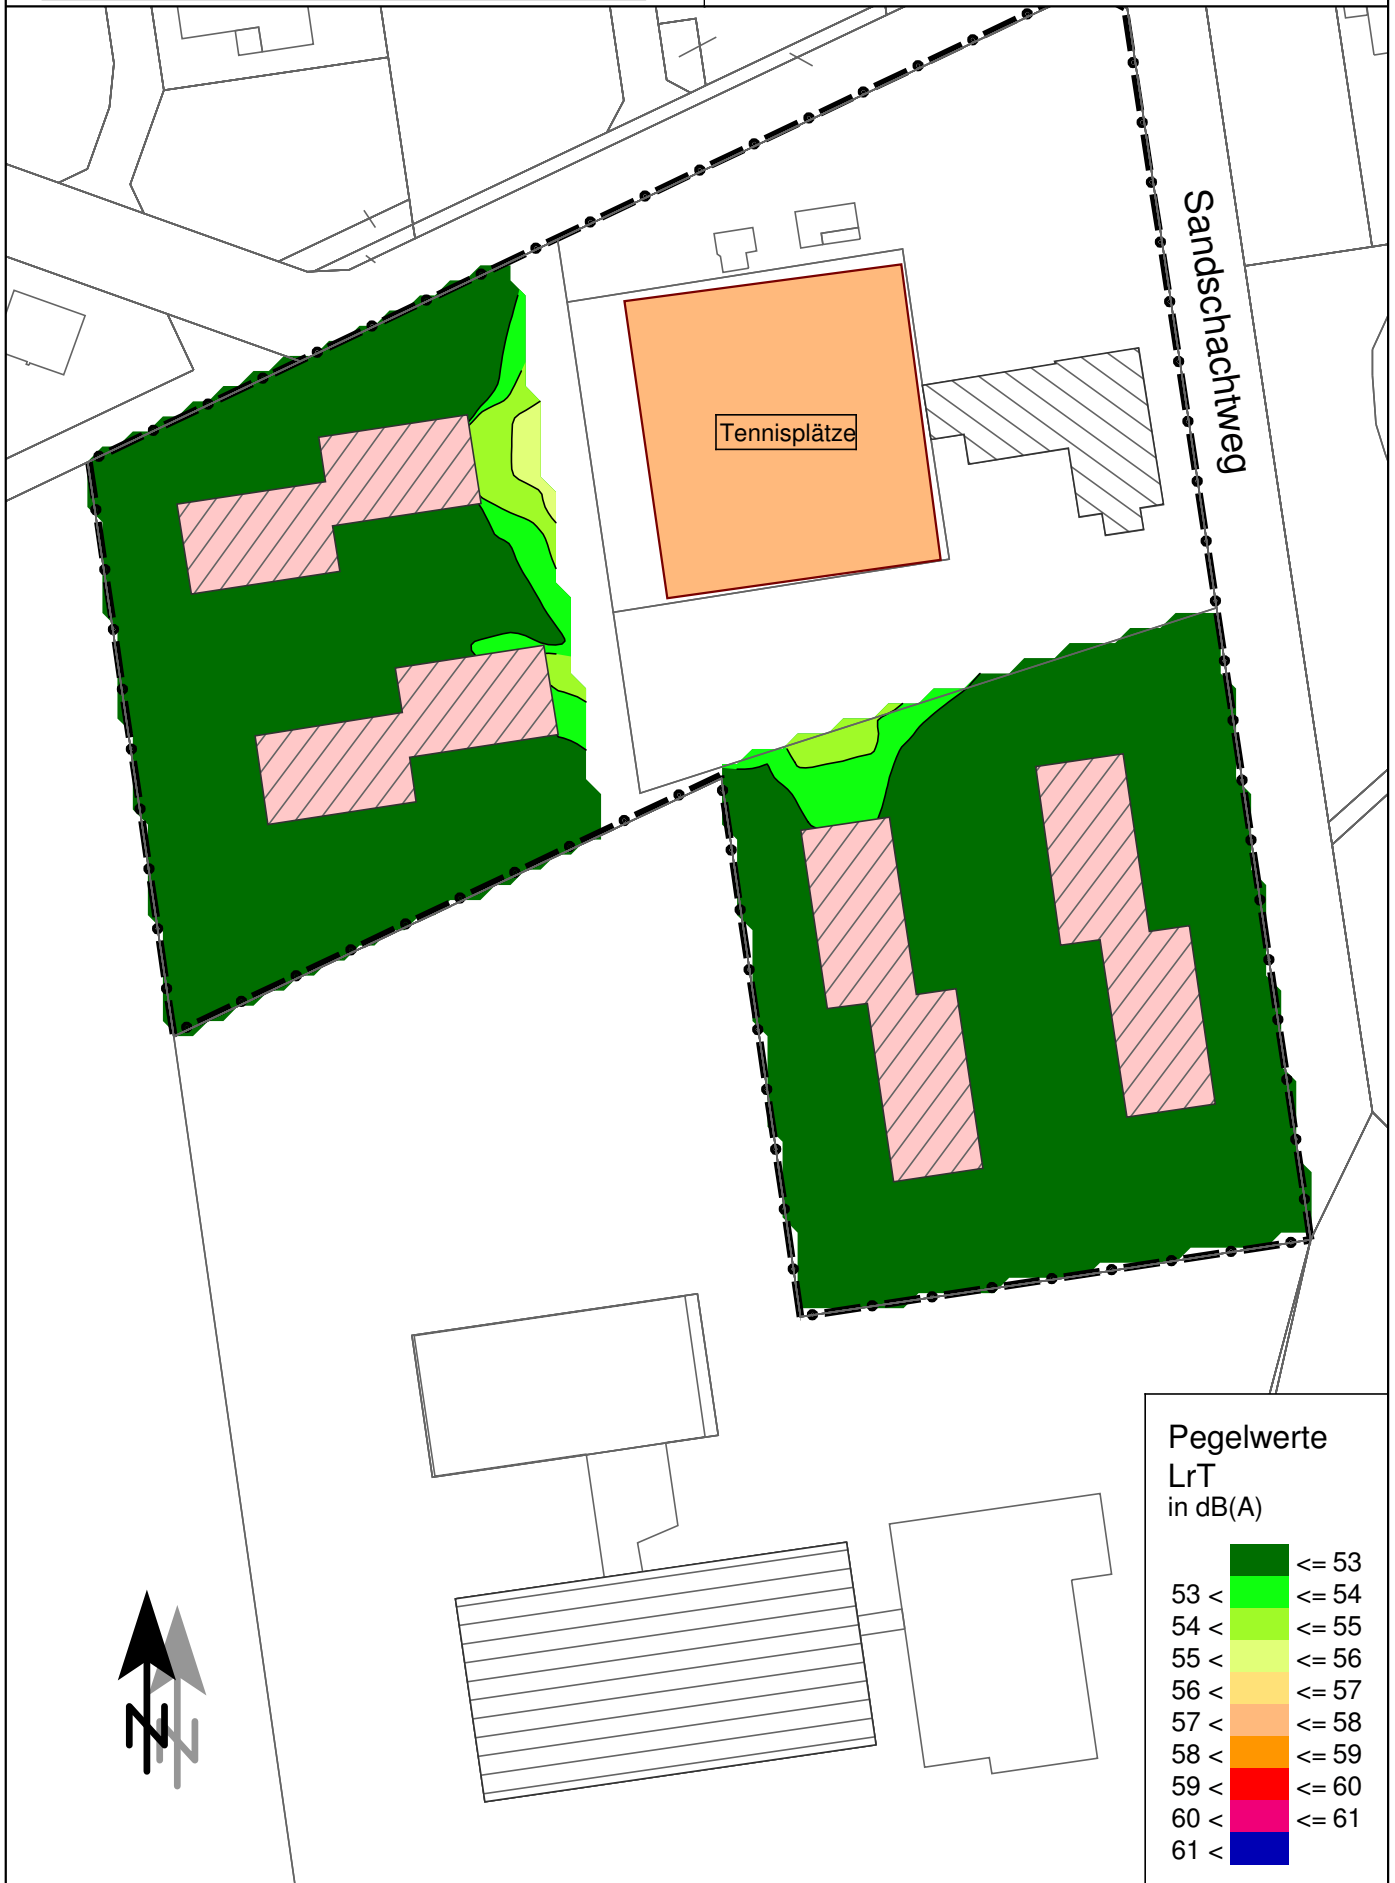 Sandschachtweg
Tennisplätze
Pegelwerte
LrT
in dB(A)
<= 53
53 < <= 54
54 < <= 55
55 < <= 56
56 < <= 57
57 < <= 58
58 < <= 59
59 < <= 60
60 < <= 61
61 <
N N